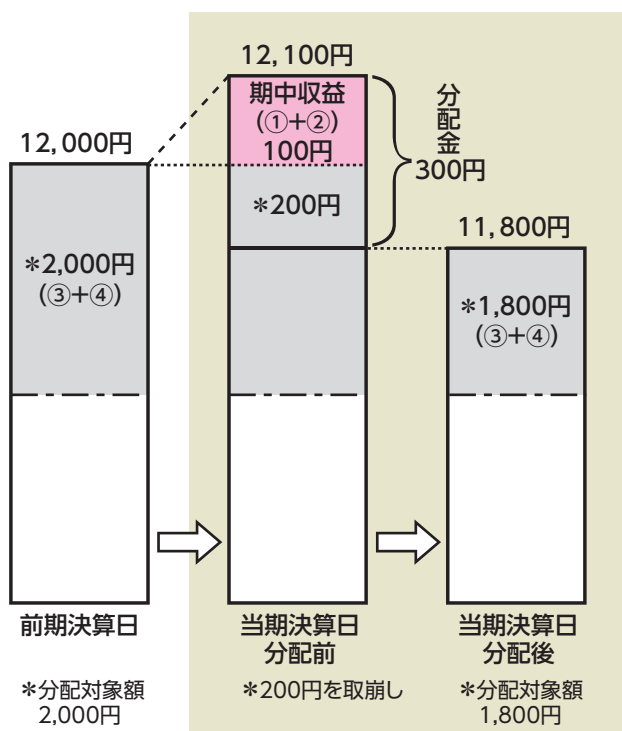 12,000円
*2,000円
(③+④)
前期決算日
*分配対象額
2,000円
12,100円
期中収益
(①+②)
100円
*200円
分配金
300円
当期決算日
分配前
*200円を取崩し
11,800円
*1,800円
(③+④)
当期決算日
分配後
*分配対象額
1,800円